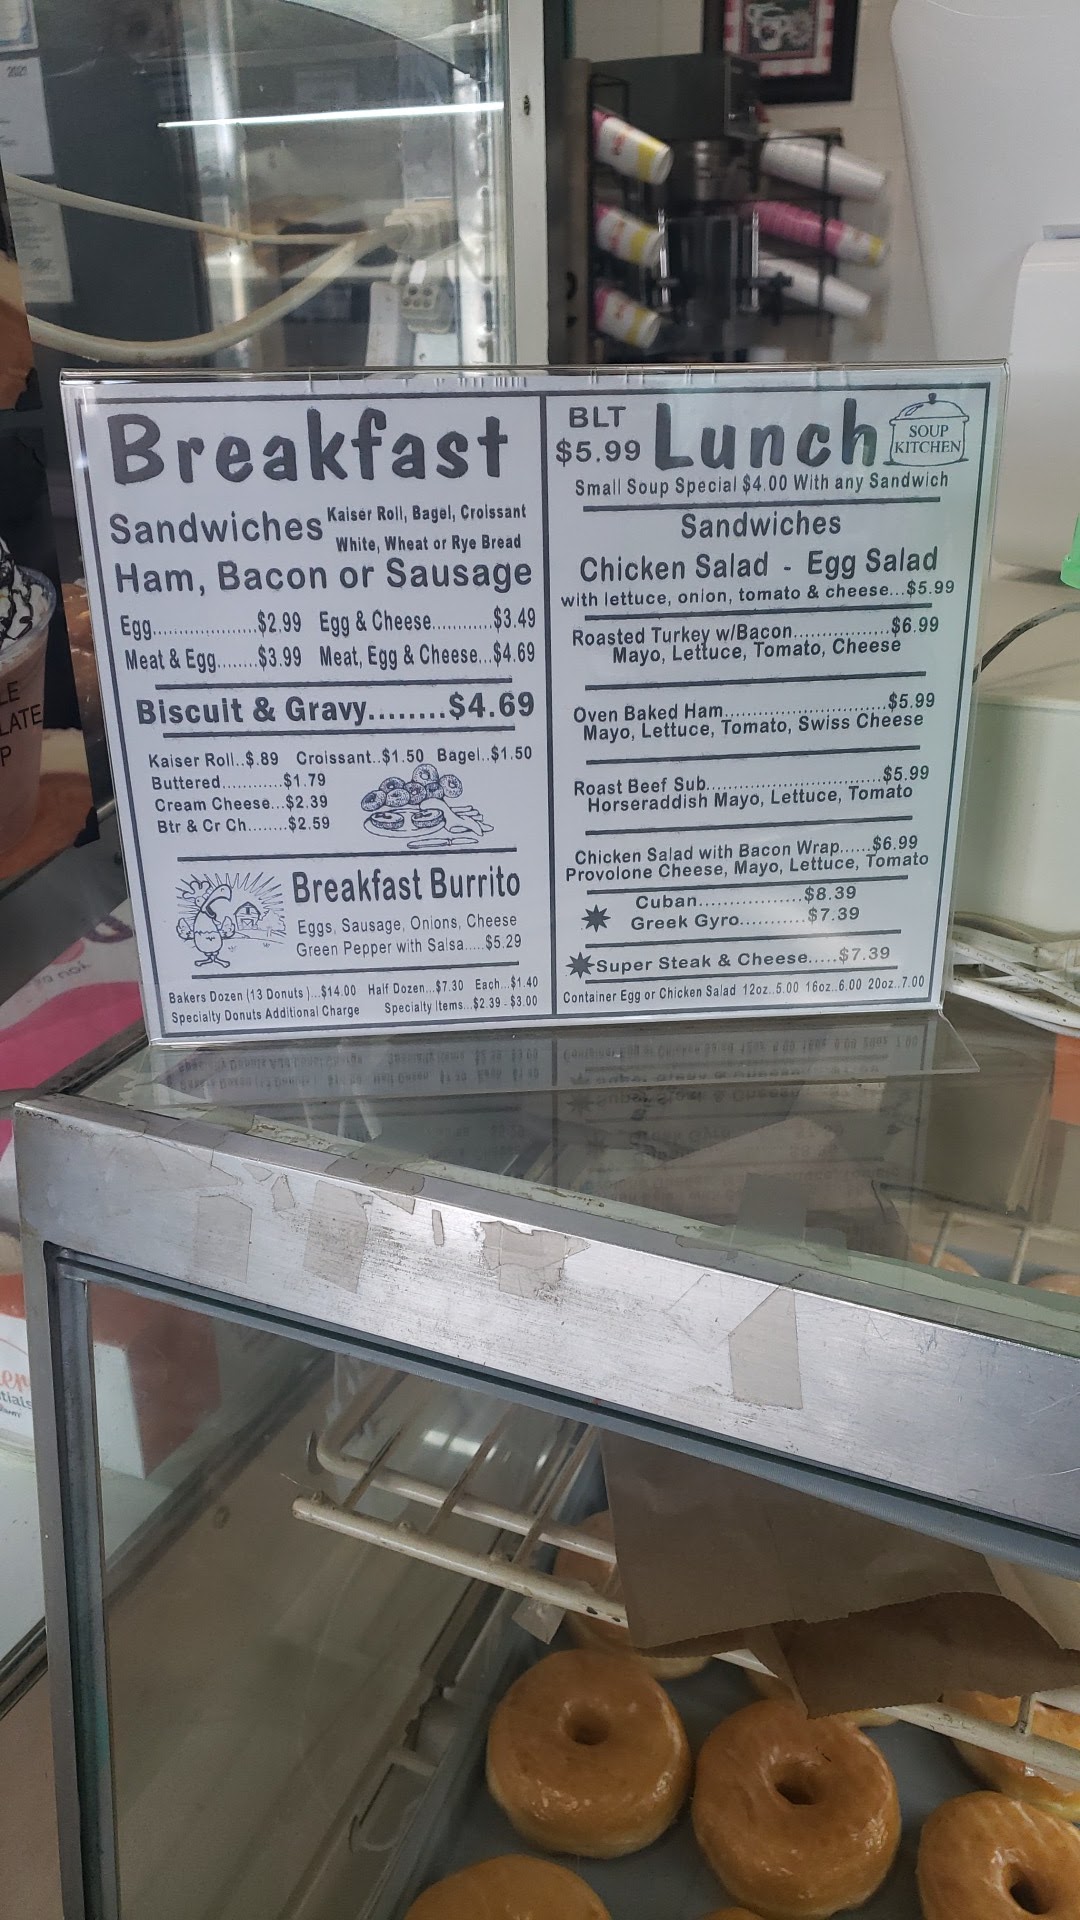 2021
Breakfast
Sandwiches Kaiser Roll, Bagel, Croissant
White, Wheat or Rye Bread
Ham, Bacon or Sausage
Egg....................$2.99 Egg & Cheese............$3.49
Meat & Egg........$3.99 Meat, Egg & Cheese...$4.69
Biscuit & Gravy........$4.69
Kaiser Roll..$.89 Croissant..$1.50 Bagel..$1.50
Buttered............$1.79
Cream Cheese...$2.39
Btr & Cr Ch........$2.59
Breakfast Burrito
Eggs, Sausage, Onions, Cheese
Green Pepper with Salsa.....$5.29
Bakers Dozen (13 Donuts )...$14.00 Half Dozen...$7.30 Each...$1.40
Specialty Donuts Additional Charge Specialty Items...$2.39 - $3.00
BLT
$5.99 Lunch
SOUP
KITCHEN
Small Soup Special $4.00 With any Sandwich
Sandwiches
Chicken Salad - Egg Salad
with lettuce, onion, tomato & cheese...$5.99
Roasted Turkey w/Bacon.................$6.99
Mayo, Lettuce, Tomato, Cheese
Oven Baked Ham............................$5.99
Mayo, Lettuce, Tomato, Swiss Cheese
Roast Beef Sub..............................$5.99
Horseraddish Mayo, Lettuce, Tomato
Chicken Salad with Bacon Wrap......$6.99
Provolone Cheese, Mayo, Lettuce, Tomato
Cuban..................$8.39
Greek Gyro...........$7.39
Super Steak & Cheese.....$7.39
Container Egg or Chicken Salad 12oz..5.00 16oz..6.00 20oz..7.00
LE
LATE
P